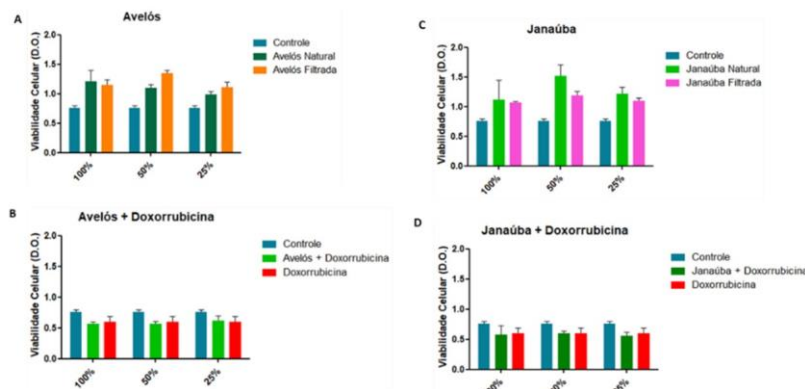 A
Avelós
Viabilidade Celular (D.O.)
2.0
1.5
1.0
0.5
0.0
Controle
Avelós Natural
Avelós Filtrada
100%
50%
25%
B
Avelós + Doxorrubicina
Viabilidade Celular (D.O.)
2.0
1.5
1.0
0.5
0.0
Controle
Avelós + Doxorrubicina
Doxorrubicina
100%
50%
25%
C
Janaúba
Viabilidade Celular (D.O.)
2.0
1.5
1.0
0.5
0.0
Controle
Janaúba Natural
Janaúba Filtrada
100%
50%
25%
D
Janaúba + Doxorrubicina
Viabilidade Celular (D.O.)
2.0
1.5
1.0
0.5
0.0
Controle
Janaúba + Doxorrubicina
Doxorrubicina